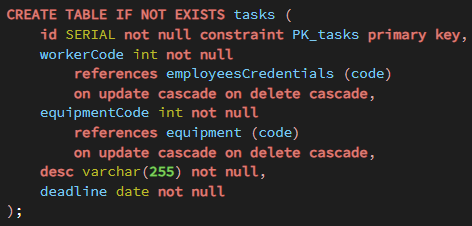 CREATE TABLE IF NOT EXISTS tasks (
    id SERIAL not null constraint PK_tasks primary key,
    workerCode int not null
        references employeesCredentials (code)
        on update cascade on delete cascade,
    equipmentCode int not null
        references equipment (code)
        on update cascade on delete cascade,
    desc varchar(255) not null,
    deadline date not null
);